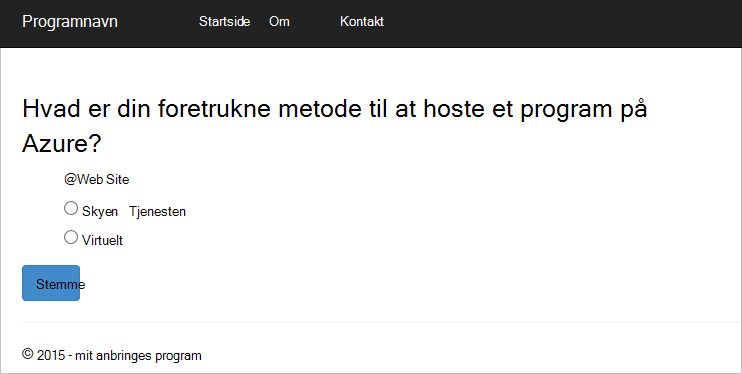 Programnavn Startside Om Kontakt
Hvad er din foretrukne metode til at hoste et program på
Azure?
@Web Site
Skyen Tjenesten
Virtuelt
Stemme
© 2015 - mit anbringes program